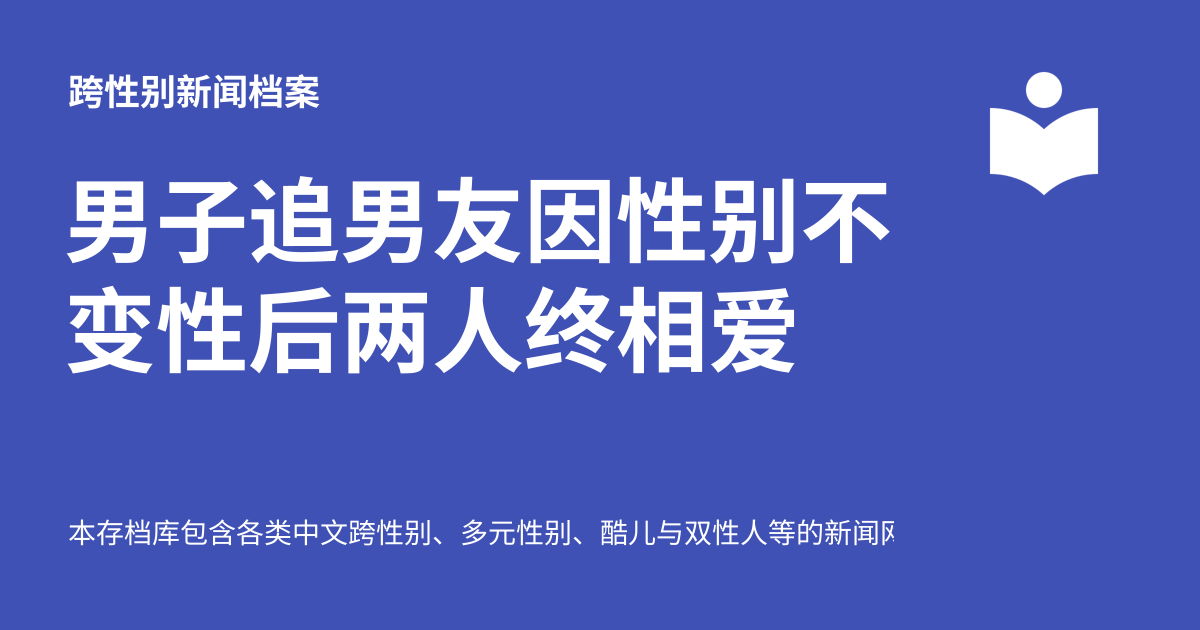 跨性别新闻档案
男子追男友因性别不
变性后两人终相爱
本存档库包含各类中文跨性别、多元性别、酷儿与双性人等的新闻